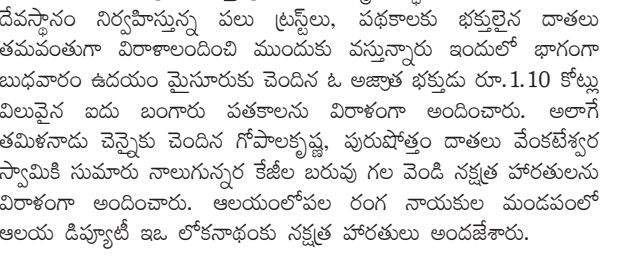 దేవస్థానం నిర్వహిస్తున్న పలు ట్రస్ట్‌లు, పథకాలకు భక్తులైన దాతలు
తమవంతుగా విరాళాలందించి ముందుకు వస్తున్నారు ఇందులో భాగంగా
బుధవారం ఉదయం మైసూరుకు చెందిన ఓ అజ్ఞాత భక్తుడు రూ.1.10 కోట్లు
విలువైన ఐదు బంగారు పతకాలను విరాళంగా అందించారు. అలాగే
తమిళనాడు చెన్నైకు చెందిన గోపాలకృష్ణ, పురుషోత్తం దాతలు వేంకటేశ్వర
స్వామికి సుమారు నాలుగున్నర కేజీల బరువు గల వెండి నక్షత్ర హారతులను
విరాళంగా అందించారు. ఆలయంలోపల రంగ నాయకుల మండపంలో
ఆలయ డిప్యూటీ ఇఒ లోకనాథంకు నక్షత్ర హారతులు అందజేశారు.